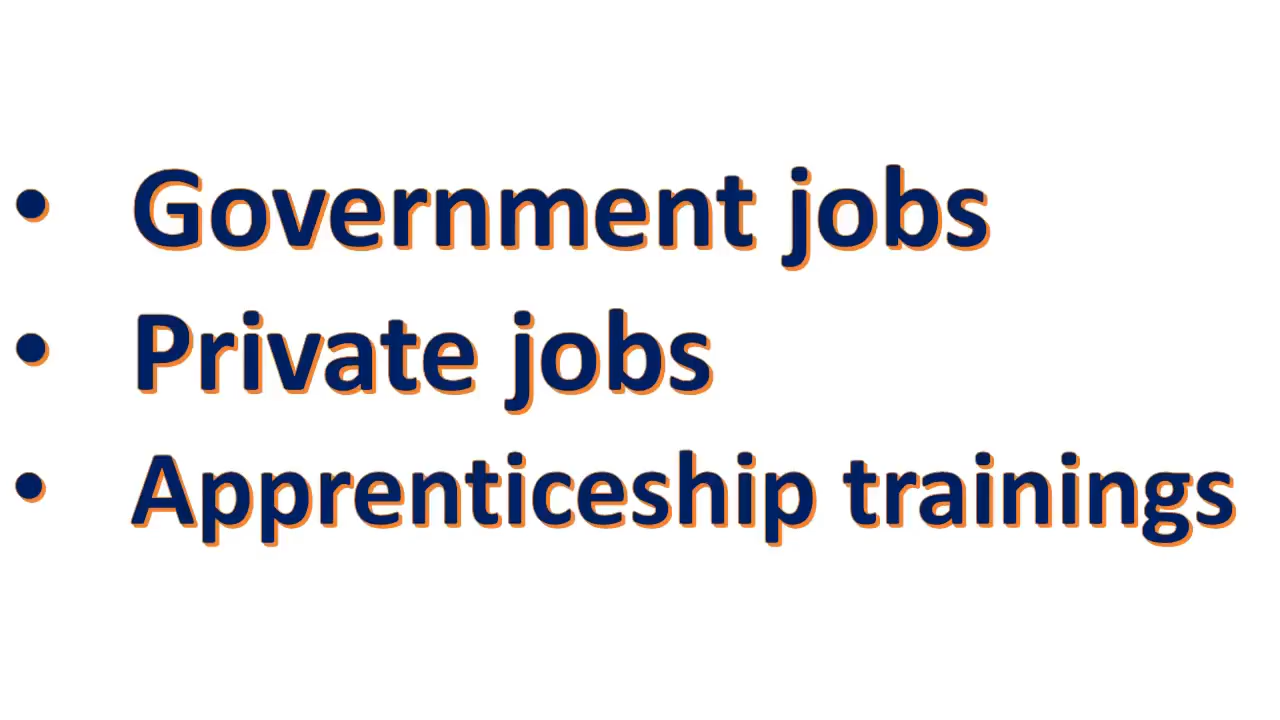 • Government jobs
• Private jobs
• Apprenticeship trainings